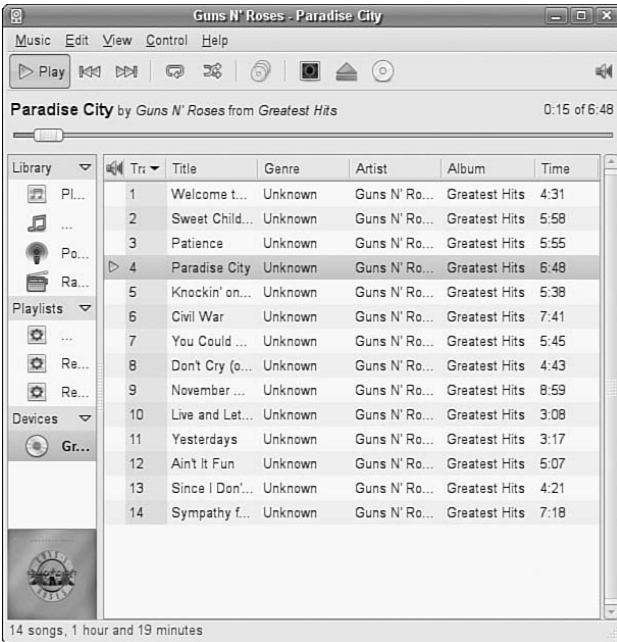 Guns N' Roses - Paradise City
Music Edit View Control Help
Play
Paradise City by Guns N' Roses from Greatest Hits 0:15 of 6:48
Library
Pl...
...
Po...
Ra...
Playlists
...
Re...
Re...
Devices
Gr...
Tra Title Genre Artist Album Time
1 Welcome t... Unknown Guns N' Ro... Greatest Hits 4:31
2 Sweet Child... Unknown Guns N' Ro... Greatest Hits 5:58
3 Patience Unknown Guns N' Ro... Greatest Hits 5:55
4 Paradise City Unknown Guns N' Ro... Greatest Hits 6:48
5 Knockin' on... Unknown Guns N' Ro... Greatest Hits 5:38
6 Civil War Unknown Guns N' Ro... Greatest Hits 7:41
7 You Could ... Unknown Guns N' Ro... Greatest Hits 5:45
8 Don't Cry (o... Unknown Guns N' Ro... Greatest Hits 4:43
9 November ... Unknown Guns N' Ro... Greatest Hits 8:59
10 Live and Let... Unknown Guns N' Ro... Greatest Hits 3:08
11 Yesterdays Unknown Guns N' Ro... Greatest Hits 3:17
12 Ain't It Fun Unknown Guns N' Ro... Greatest Hits 5:07
13 Since I Don'... Unknown Guns N' Ro... Greatest Hits 4:21
14 Sympathy f... Unknown Guns N' Ro... Greatest Hits 7:18
14 songs, 1 hour and 19 minutes